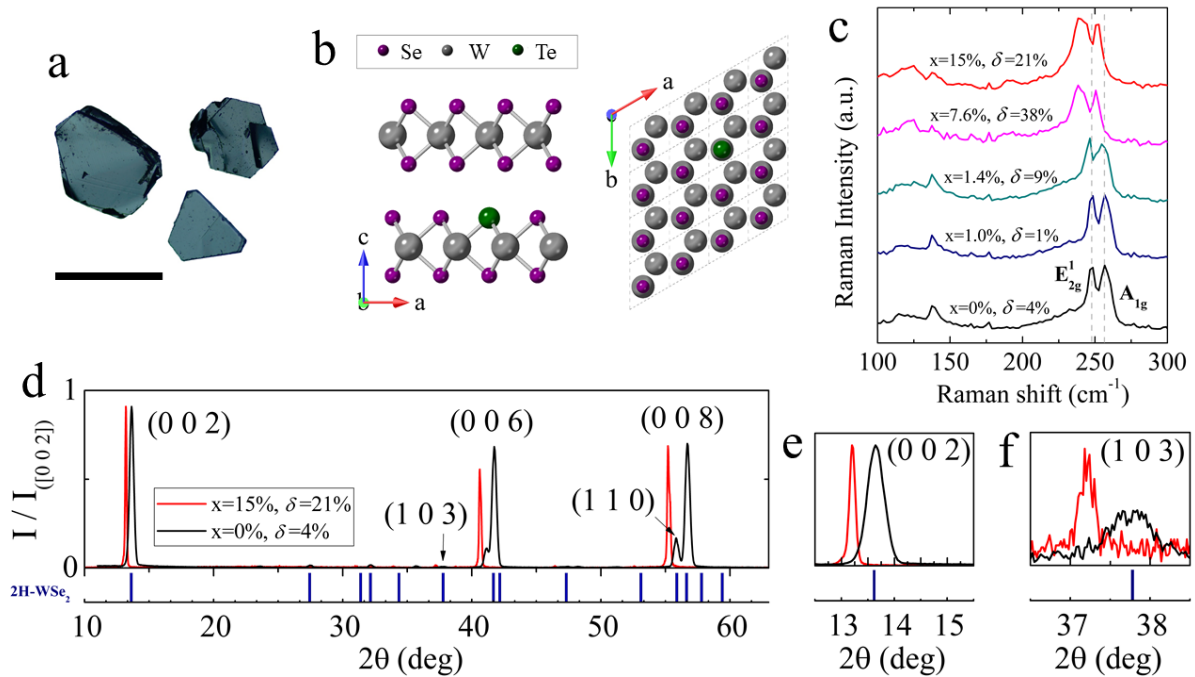 a
b
Se W Te
c
a
b
a
b
c
x=15%, δ=21%
x=7.6%, δ=38%
x=1.4%, δ=9%
x=1.0%, δ=1%
E¹₂g
A₁g
x=0%, δ=4%
Raman Intensity (a.u.)
100 150 200 250 300
Raman shift (cm⁻¹)
d
1
0
I / I([0 0 2])
(0 0 2)
(0 0 6)
(0 0 8)
(1 0 3)
(1 1 0)
x=15%, δ=21%
x=0%, δ=4%
2H-WSe₂
10 20 30 40 50 60
2θ (deg)
e
(0 0 2)
13 14 15
2θ (deg)
f
(1 0 3)
37 38
2θ (deg)